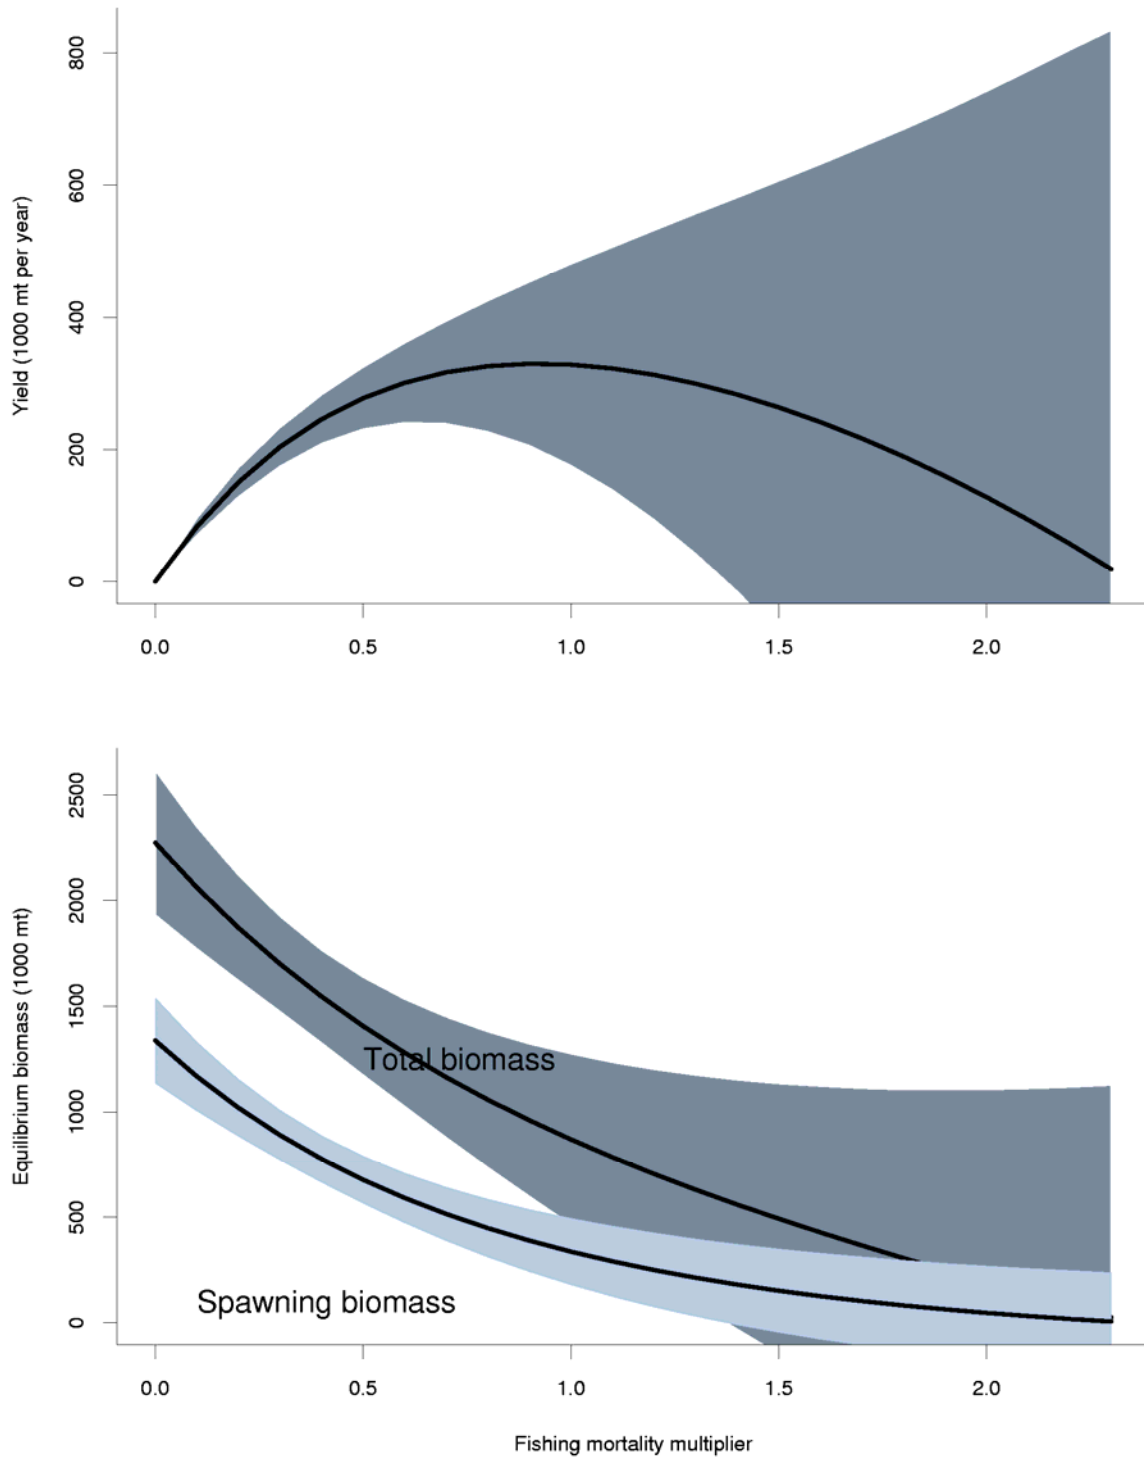 Yield (1000 mt per year)
800
600
400
200
0
0.0 0.5 1.0 1.5 2.0
Equilibrium biomass (1000 mt)
2500
2000
1500
1000
500
0
Total biomass
Spawning biomass
0.0 0.5 1.0 1.5 2.0
Fishing mortality multiplier